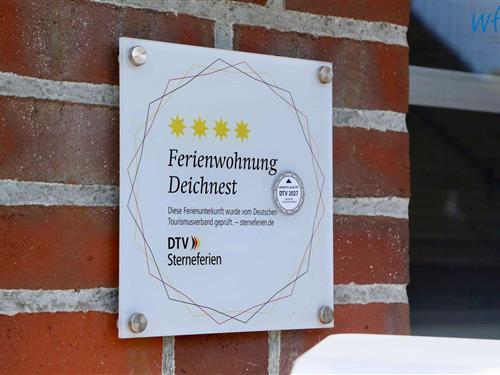 Ferienwohnung
Deichnest
DTV 2027
Diese Ferienunterkunft wurde vom Deutschen
Tourismusverband geprüft. – sterneferien.de
DTV
Sterneferien